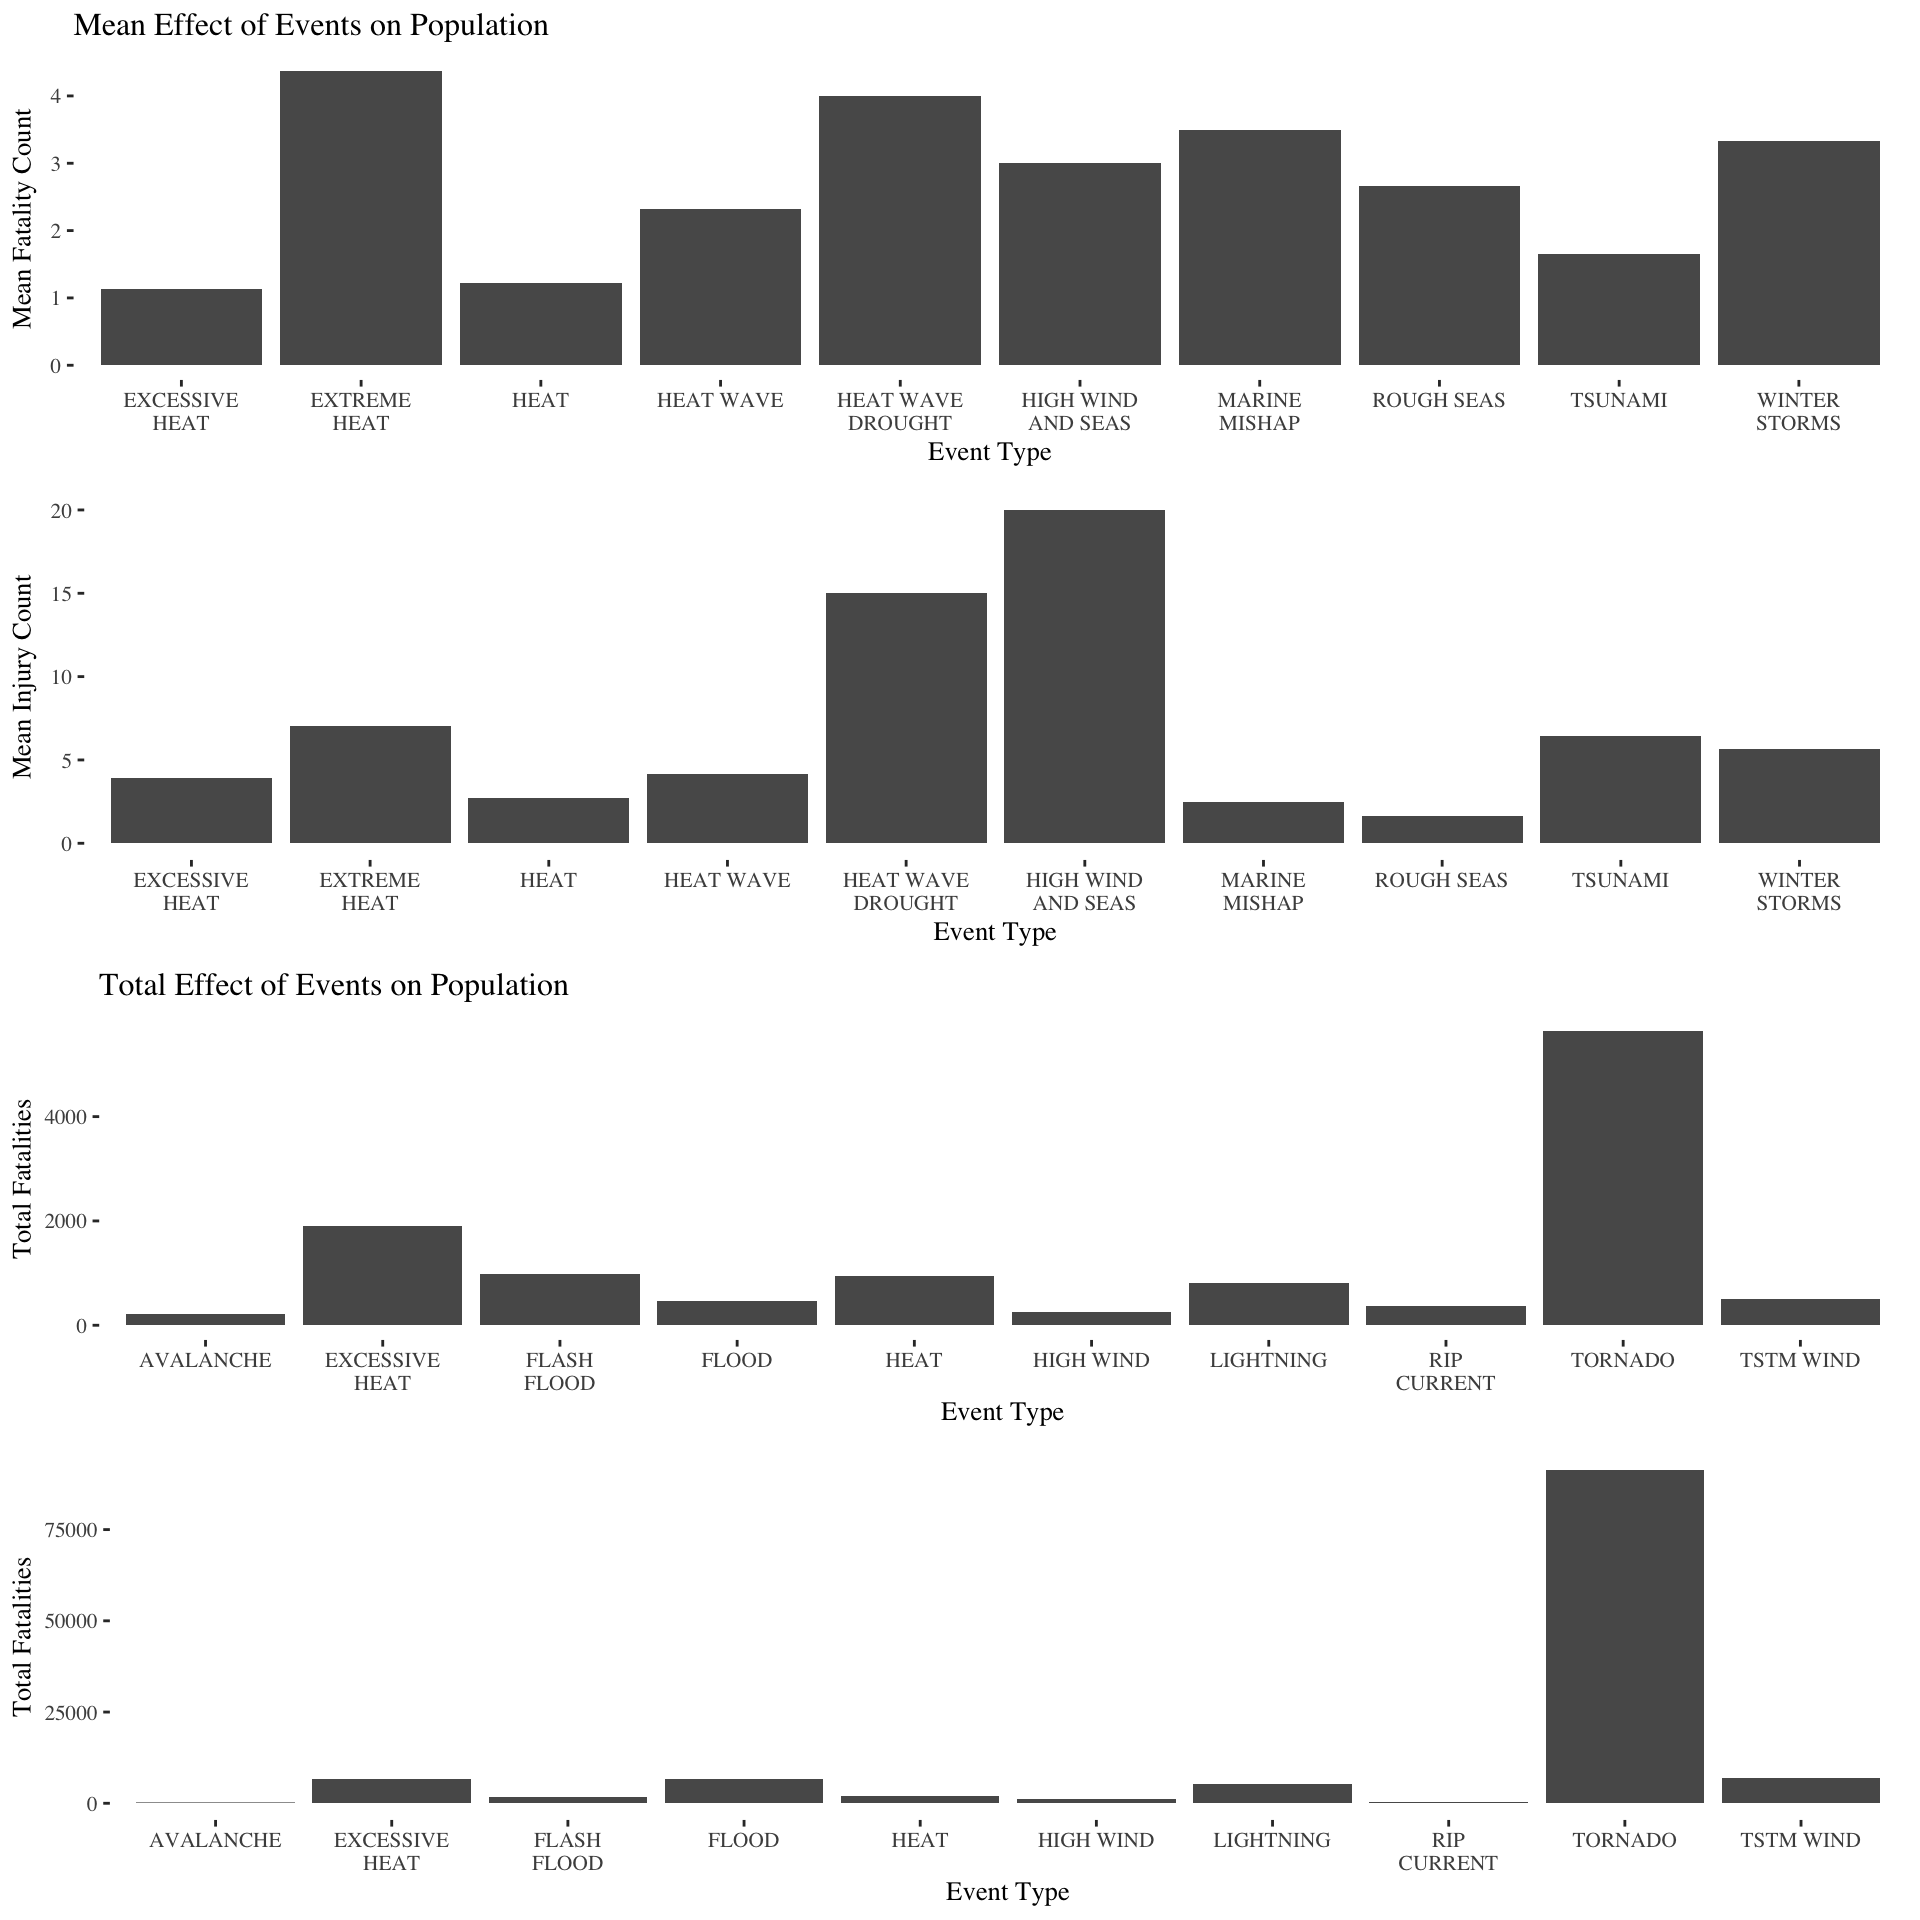 Mean Effect of Events on Population
Mean Fatality Count
4
3
2
1
0
EXCESSIVE HEAT
EXTREME HEAT
HEAT
HEAT WAVE
HEAT WAVE DROUGHT
HIGH WIND AND SEAS
MARINE MISHAP
ROUGH SEAS
TSUNAMI
WINTER STORMS
Event Type
Mean Injury Count
20
15
10
5
0
EXCESSIVE HEAT
EXTREME HEAT
HEAT
HEAT WAVE
HEAT WAVE DROUGHT
HIGH WIND AND SEAS
MARINE MISHAP
ROUGH SEAS
TSUNAMI
WINTER STORMS
Event Type
Total Effect of Events on Population
Total Fatalities
4000
2000
0
AVALANCHE
EXCESSIVE HEAT
FLASH FLOOD
FLOOD
HEAT
HIGH WIND
LIGHTNING
RIP CURRENT
TORNADO
TSTM WIND
Event Type
Total Fatalities
75000
50000
25000
0
AVALANCHE
EXCESSIVE HEAT
FLASH FLOOD
FLOOD
HEAT
HIGH WIND
LIGHTNING
RIP CURRENT
TORNADO
TSTM WIND
Event Type